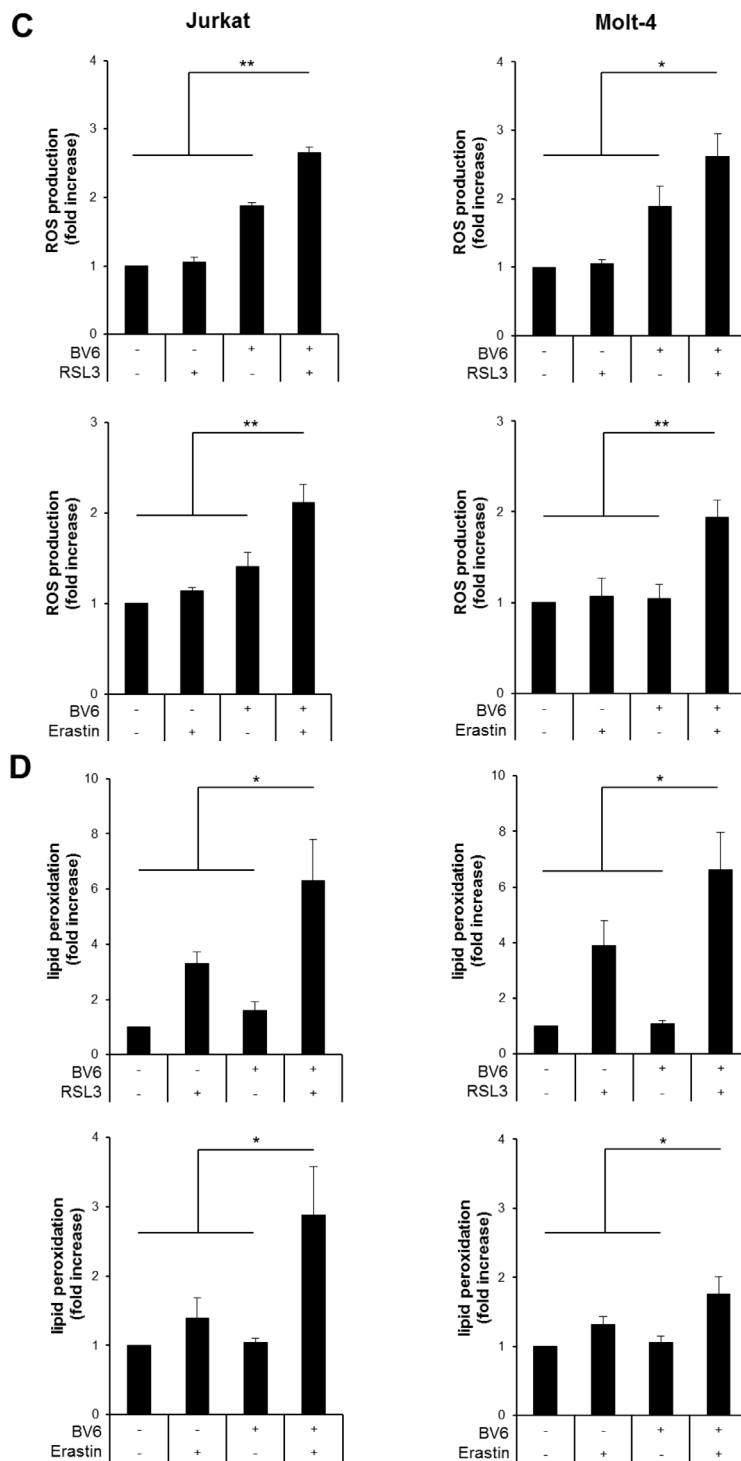 C
Jurkat
Molt-4
ROS production
(fold increase)
4
3
2
1
0
**
BV6 - - + +
RSL3 - + - +
ROS production
(fold increase)
4
3
2
1
0
*
- - + +
BV6
RSL3 - + - +
ROS production
(fold increase)
3
2
1
0
**
BV6 - - + +
Erastin - + - +
ROS production
(fold increase)
3
2
1
0
**
BV6 - - + +
Erastin - + - +
D
lipid peroxidation
(fold increase)
10
8
6
4
2
0
*
BV6 - - + +
RSL3 - + - +
lipid peroxidation
(fold increase)
10
8
6
4
2
0
*
BV6 - - + +
RSL3 - + - +
lipid peroxidation
(fold increase)
4
3
2
1
0
*
BV6 - - + +
Erastin - + - +
lipid peroxidation
(fold increase)
4
3
2
1
0
*
BV6 - - + +
Erastin - + - +